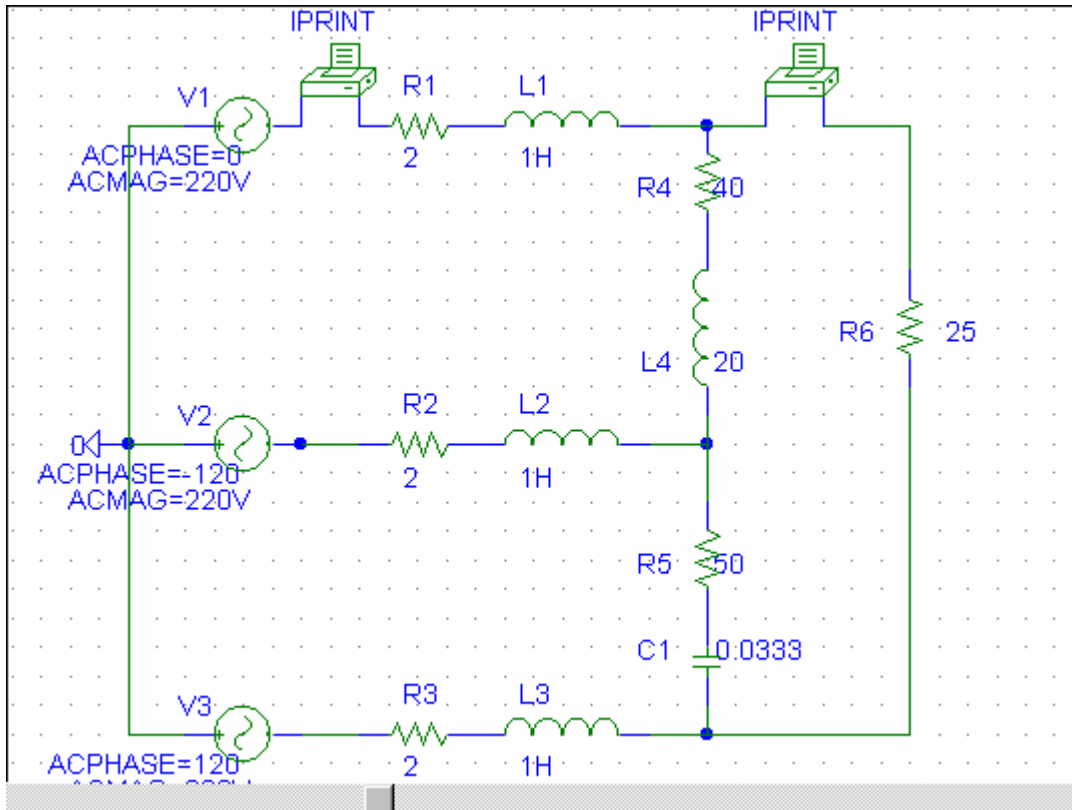 IPRINT
IPRINT
V1
R1
L1
ACPHASE=0
ACMAG=220V
2
1H
R4
40
R6
25
L4
20
V2
R2
L2
0
ACPHASE=-120
ACMAG=220V
2
1H
R5
50
C1
0.0333
V3
R3
L3
ACPHASE=120
2
1H